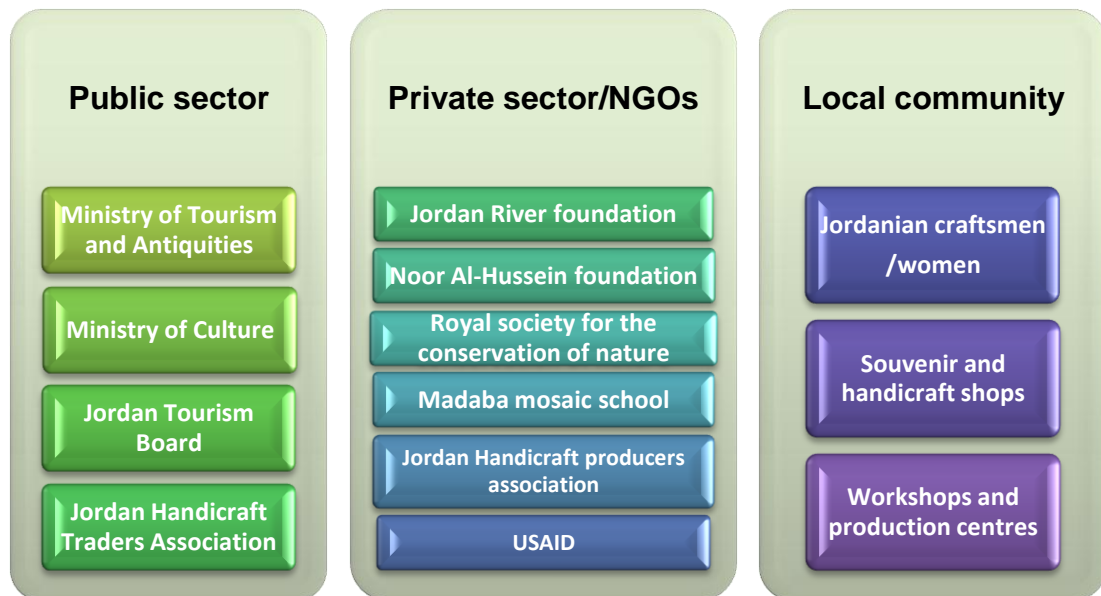 Public sector
Ministry of Tourism
and Antiquities
Ministry of Culture
Jordan Tourism
Board
Jordan Handicraft
Traders Association
Private sector/NGOs
Jordan River foundation
Noor Al-Hussein foundation
Royal society for the
conservation of nature
Madaba mosaic school
Jordan Handicraft producers
association
USAID
Local community
Jordanian craftsmen
/women
Souvenir and
handicraft shops
Workshops and
production centres